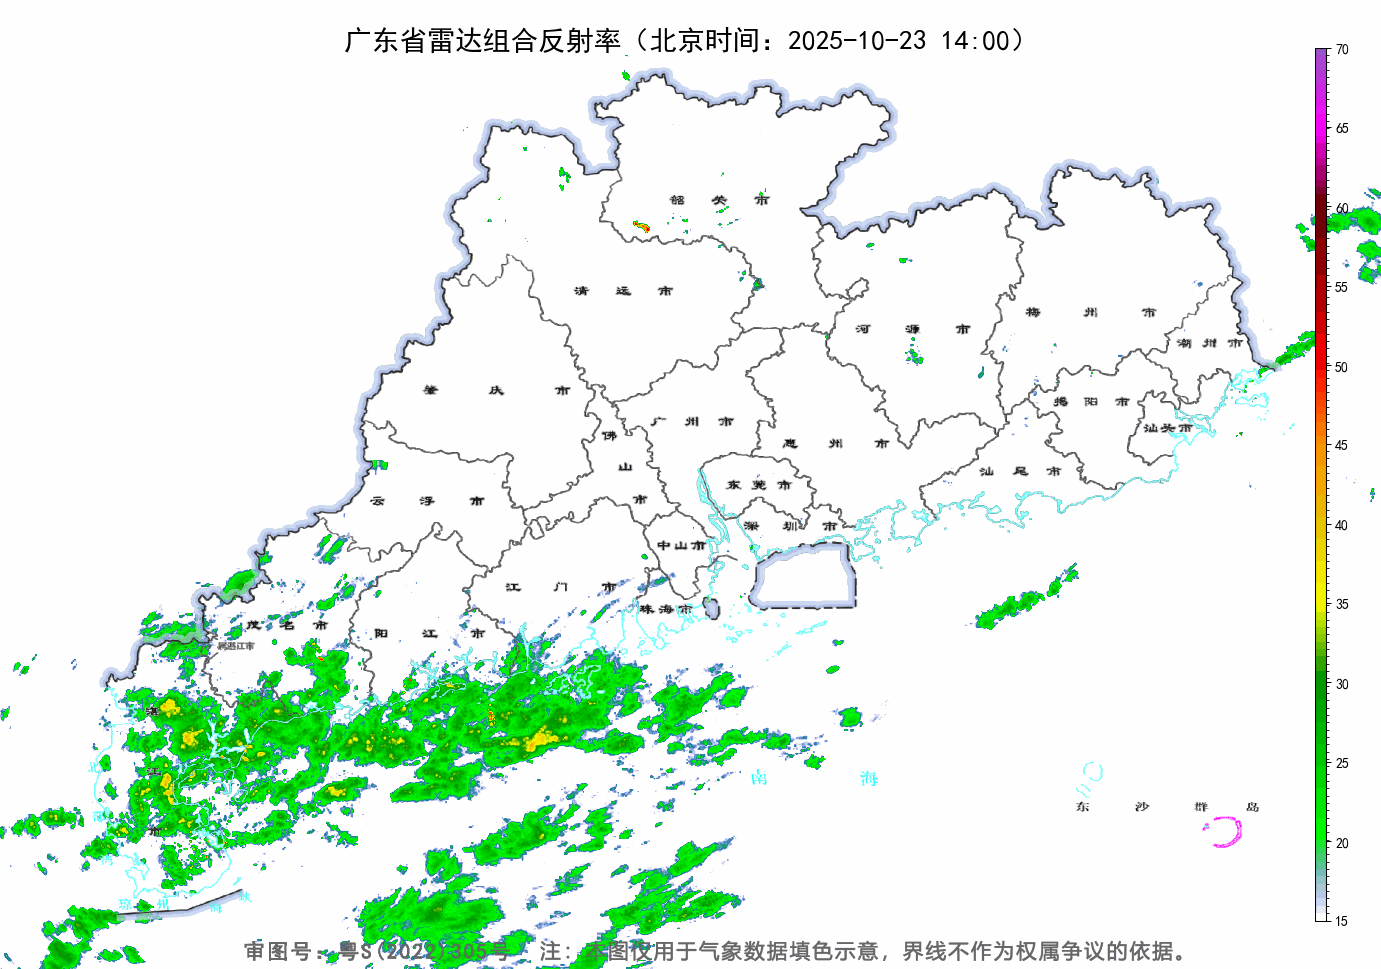 广东省雷达组合反射率（北京时间：2025-10-23 14:00）
70
65
60
55
50
45
40
35
30
25
20
15
韶关市
清远市
河源市
梅州市
潮州市
肇庆市
广州市
揭阳市
汕头市
佛山市
惠州市
汕尾市
云浮市
东莞市
深圳市
中山市
江门市
珠海市
茂名市
阳江市
属湛江市
湛江市
南海
东沙群岛
北部湾
琼州海峡
审图号：粤S(2022)305号 注：本图仅用于气象数据填色示意，界线不作为权属争议的依据。